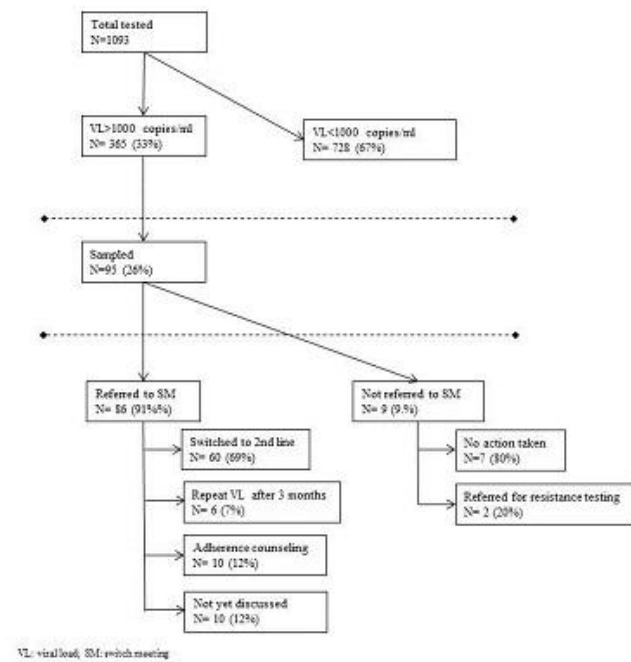 Total tested
N=1093
VL>1000 copies/ml
N= 365 (33%)
VL<1000 copies/ml
N= 728 (67%)
Sampled
N=95 (26%)
Referred to SM
N= 86 (91%%)
Not referred to SM
N= 9 (9.%)
Switched to 2nd line
N= 60 (69%)
No action taken
N=7 (80%)
Repeat VL after 3 months
N= 6 (7%)
Referred for resistance testing
N= 2 (20%)
Adherence counseling
N= 10 (12%)
Not yet discussed
N= 10 (12%)
VL: viral load; SM: switch meeting